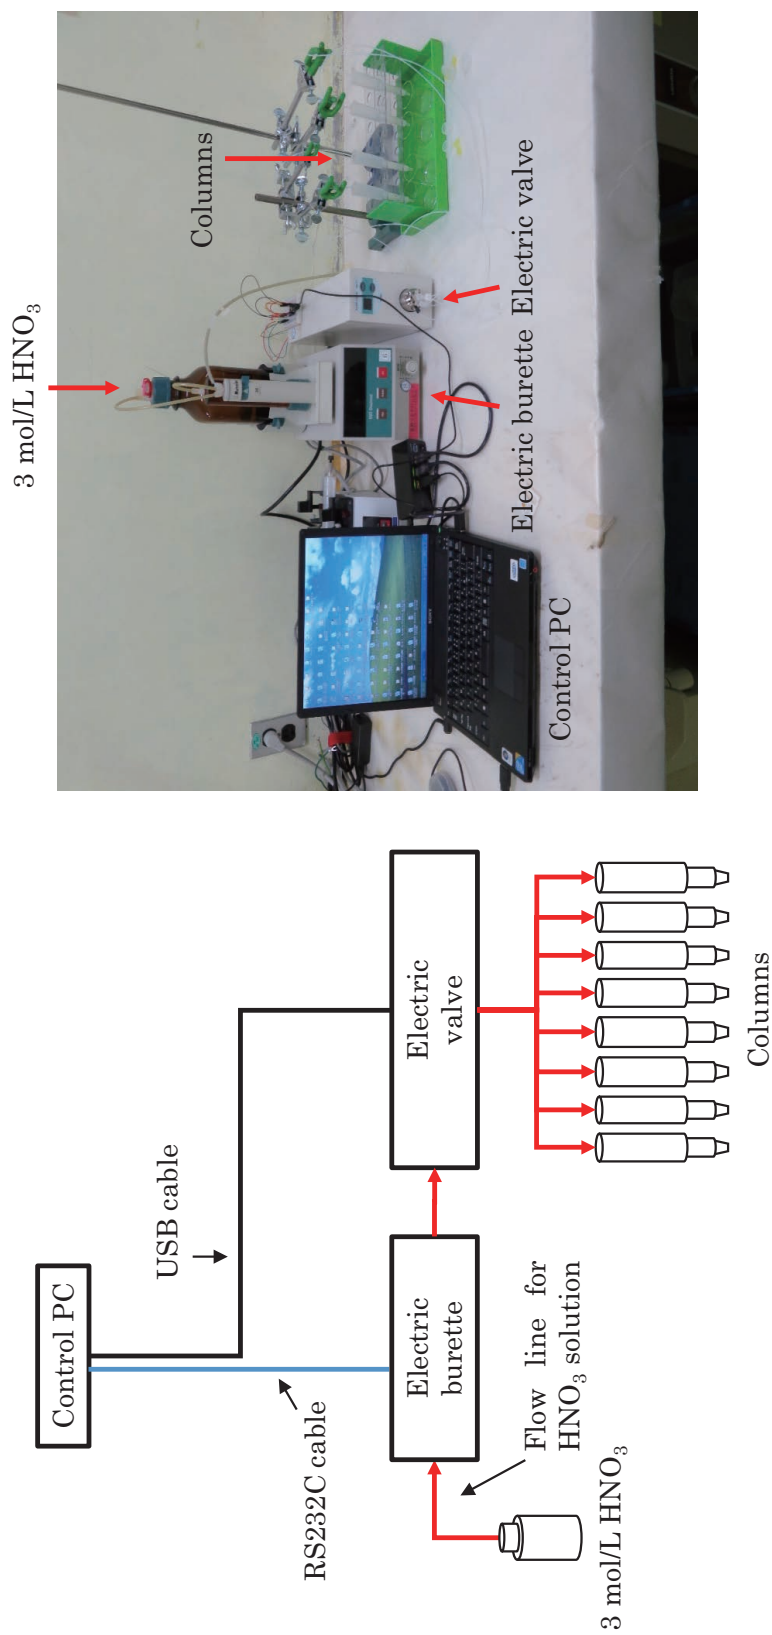 Control PC
USB cable
RS232C cable
Electric
burette
Electric
valve
Flow line for
HNO₃ solution
3 mol/L HNO₃
Columns
3 mol/L HNO₃
Columns
Control PC
Electric burette
Electric valve